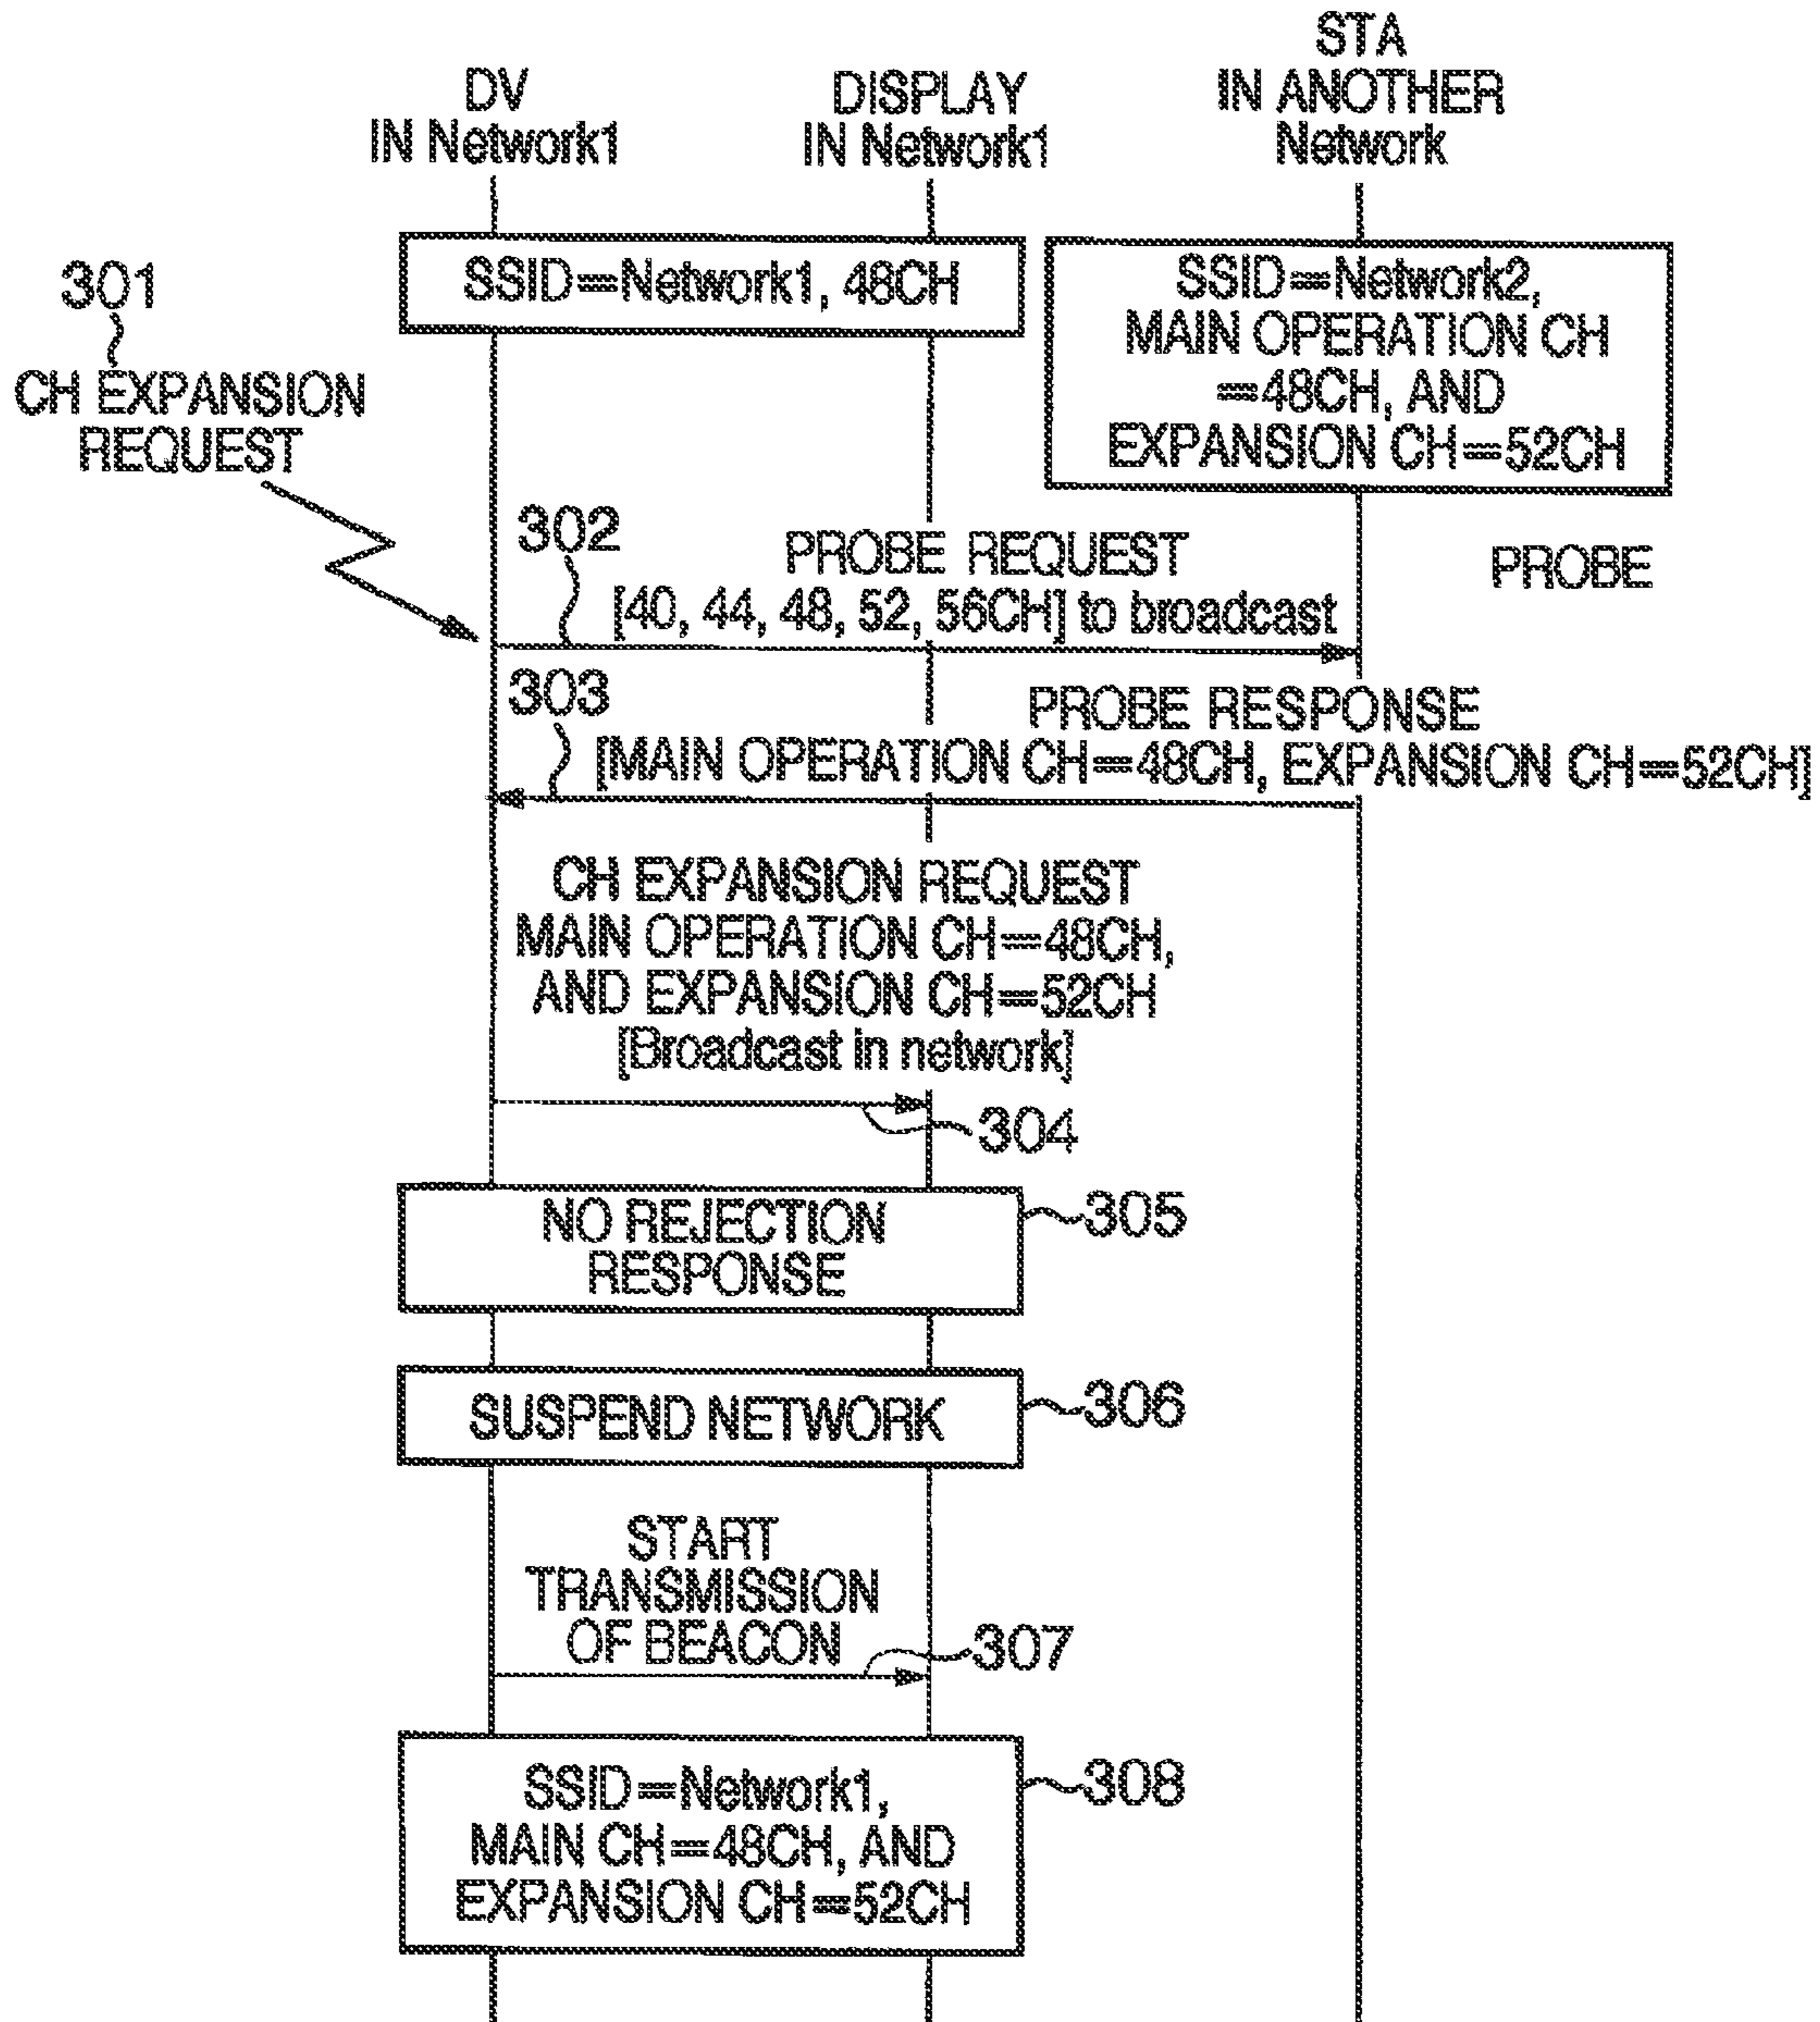 DV
IN Network1
DISPLAY
IN Network1
STA
IN ANOTHER
Network
SSID=Network1, 48CH
SSID=Network2,
MAIN OPERATION CH
=48CH, AND
EXPANSION CH=52CH
301
CH EXPANSION
REQUEST
302
PROBE REQUEST
[40, 44, 48, 52, 56CH] to broadcast
PROBE
303
PROBE RESPONSE
[MAIN OPERATION CH=48CH, EXPANSION CH=52CH]
CH EXPANSION REQUEST
MAIN OPERATION CH=48CH,
AND EXPANSION CH=52CH
[Broadcast in network]
304
NO REJECTION
RESPONSE
305
SUSPEND NETWORK
306
START
TRANSMISSION
OF BEACON
307
SSID=Network1,
MAIN CH=48CH, AND
EXPANSION CH=52CH
308